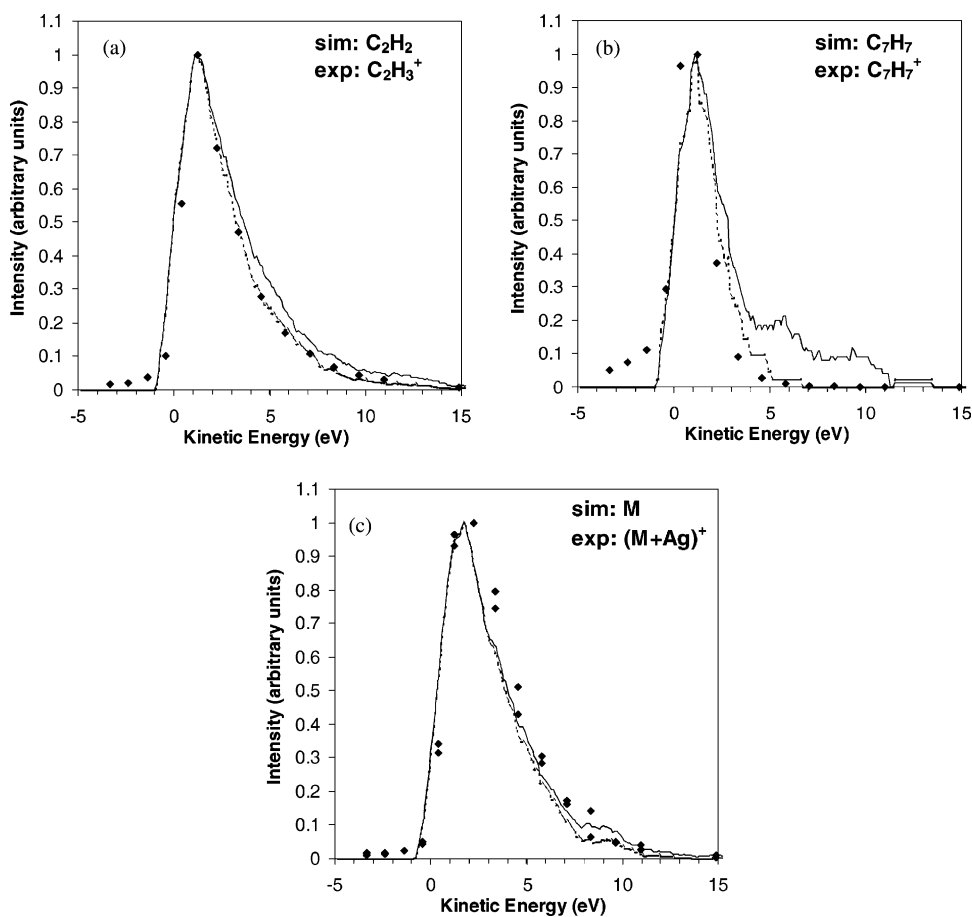 1.1
(a)
sim: C₂H₂
exp: C₂H₃⁺
1
0.9
0.8
0.7
0.6
0.5
0.4
0.3
0.2
0.1
0
Intensity (arbitrary units)
-5 0 5 10 15
Kinetic Energy (eV)
1.1
(b)
sim: C₇H₇
exp: C₇H₇⁺
1
0.9
0.8
0.7
0.6
0.5
0.4
0.3
0.2
0.1
0
Intensity (arbitrary units)
-5 0 5 10 15
Kinetic Energy (eV)
1.1
(c)
sim: M
exp: (M+Ag)⁺
1
0.9
0.8
0.7
0.6
0.5
0.4
0.3
0.2
0.1
0
Intensity (arbitrary units)
-5 0 5 10 15
Kinetic Energy (eV)